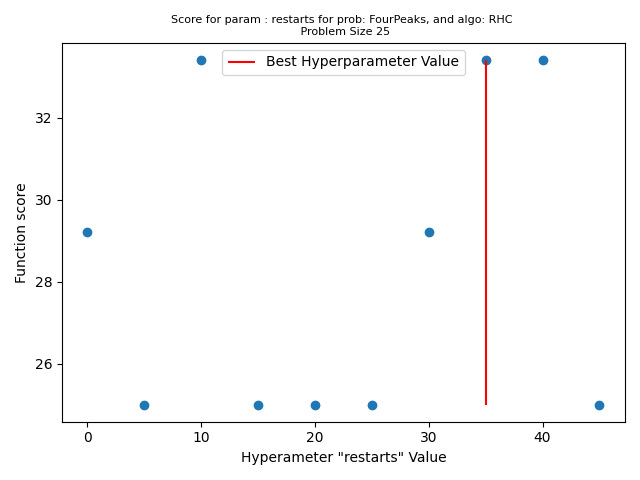 Score for param : restarts for prob: FourPeaks, and algo: RHC
Problem Size 25
Best Hyperparameter Value
Function score
32
30
28
26
0 10 20 30 40
Hyperameter "restarts" Value